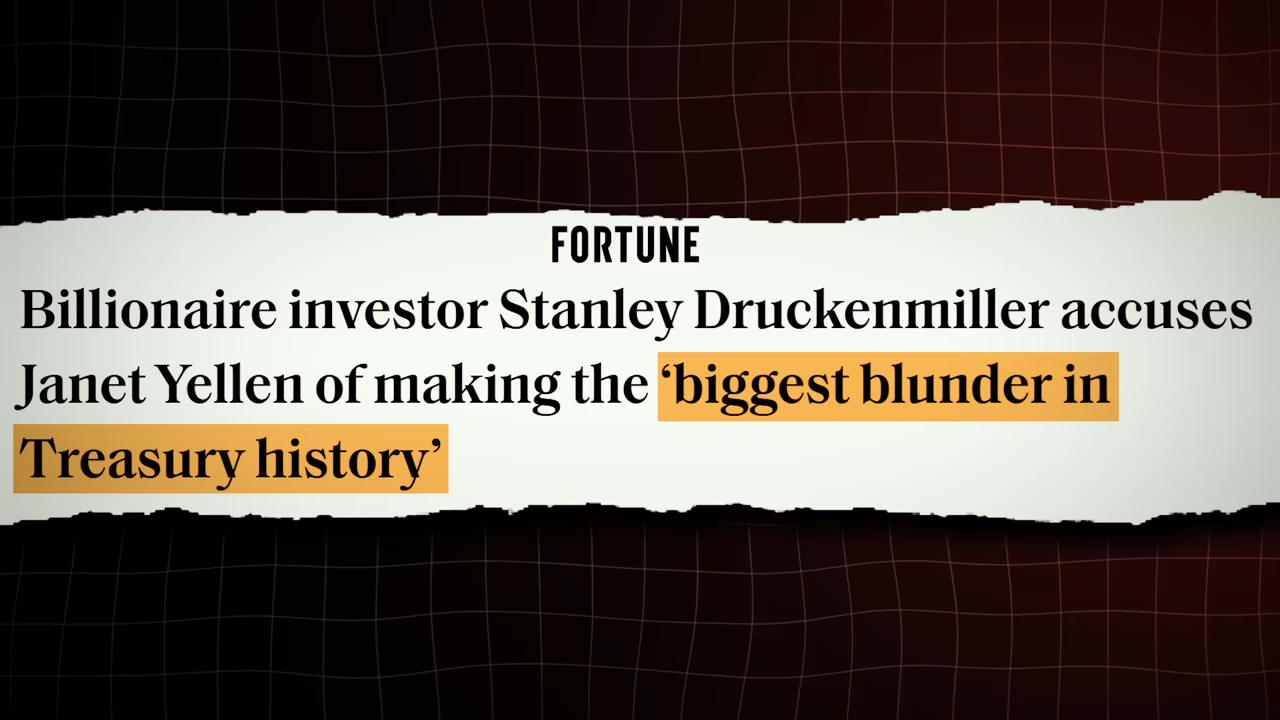 FORTUNE
Billionaire investor Stanley Druckenmiller accuses
Janet Yellen of making the ‘biggest blunder in
Treasury history’